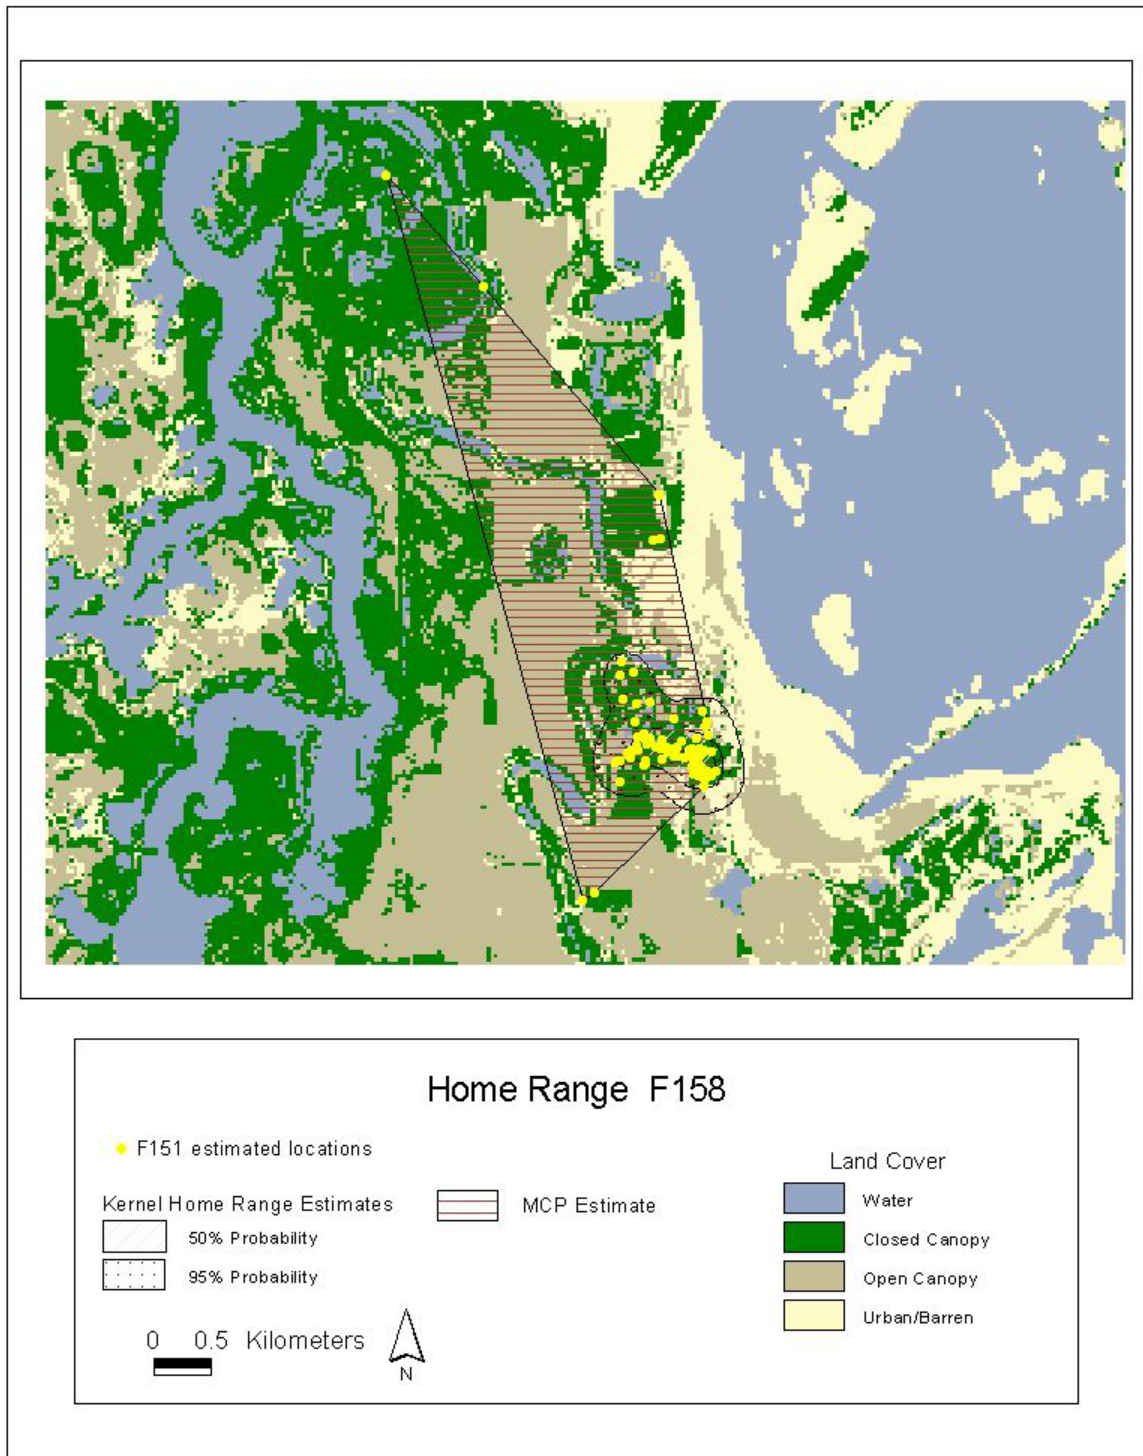 Home Range F158
F151 estimated locations
Kernel Home Range Estimates
50% Probability
95% Probability
MCP Estimate
0 0.5 Kilometers
N
Land Cover
Water
Closed Canopy
Open Canopy
Urban/Barren